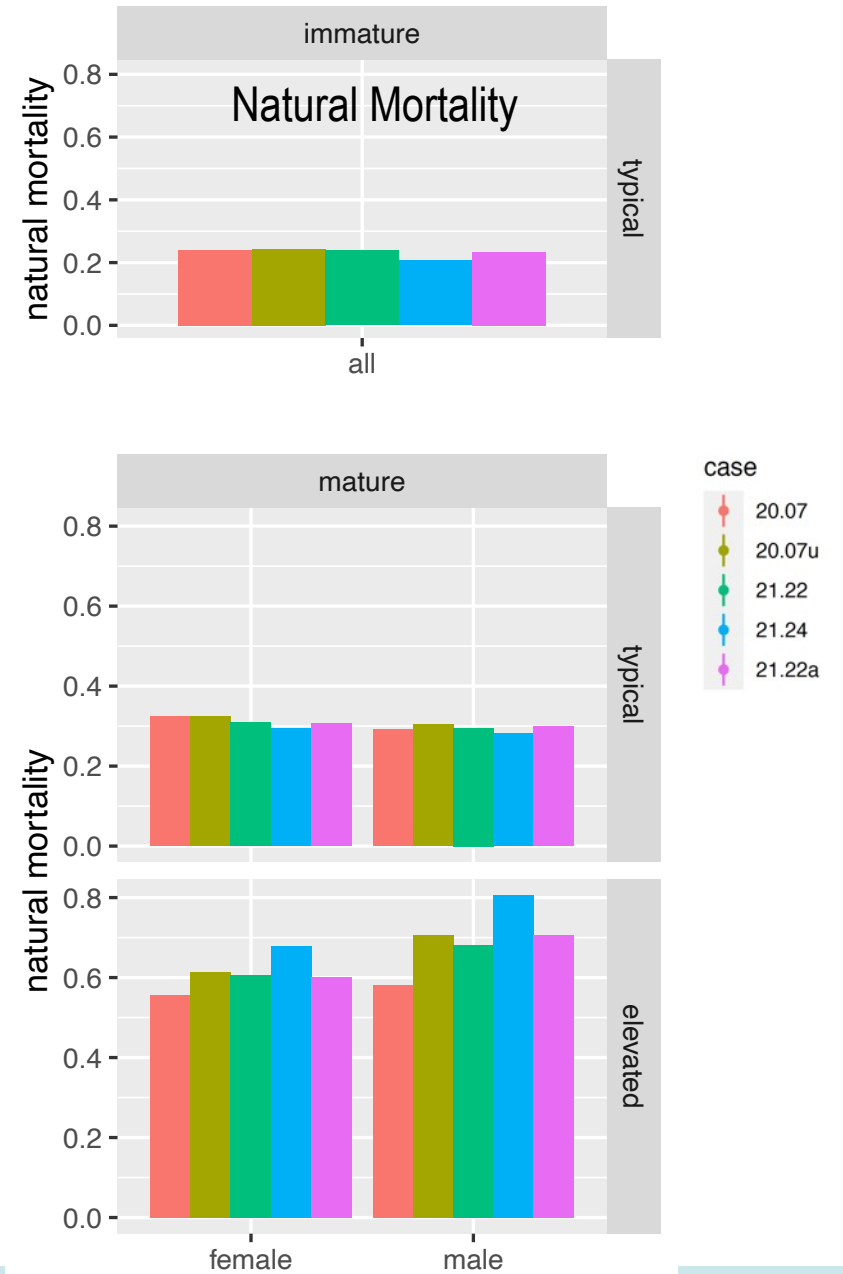 immature
Natural Mortality
natural mortality
0.8
0.6
0.4
0.2
0.0
typical
all
mature
natural mortality
0.8
0.6
0.4
0.2
0.0
typical
0.8
0.6
0.4
0.2
0.0
elevated
female male
case
20.07
20.07u
21.22
21.24
21.22a